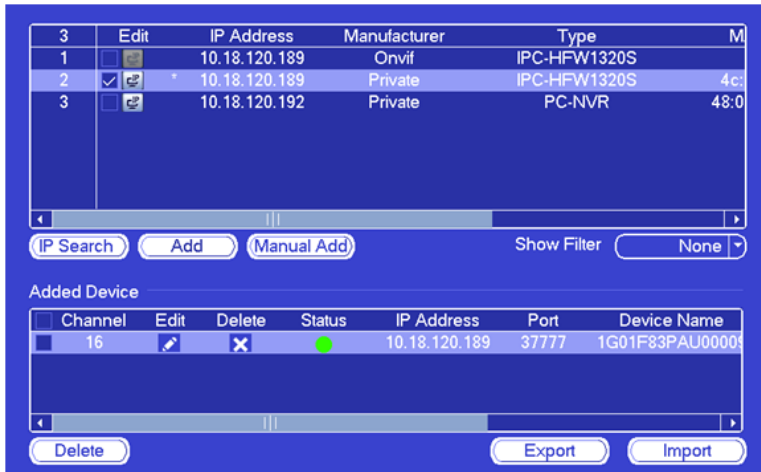 3 Edit IP Address Manufacturer Type M
1 10.18.120.189 Onvif IPC-HFW1320S
2 * 10.18.120.189 Private IPC-HFW1320S 4c:
3 10.18.120.192 Private PC-NVR 48:0
IP Search Add Manual Add Show Filter None
Added Device
Channel Edit Delete Status IP Address Port Device Name
16 10.18.120.189 37777 1G01F83PAU00009
Delete Export Import